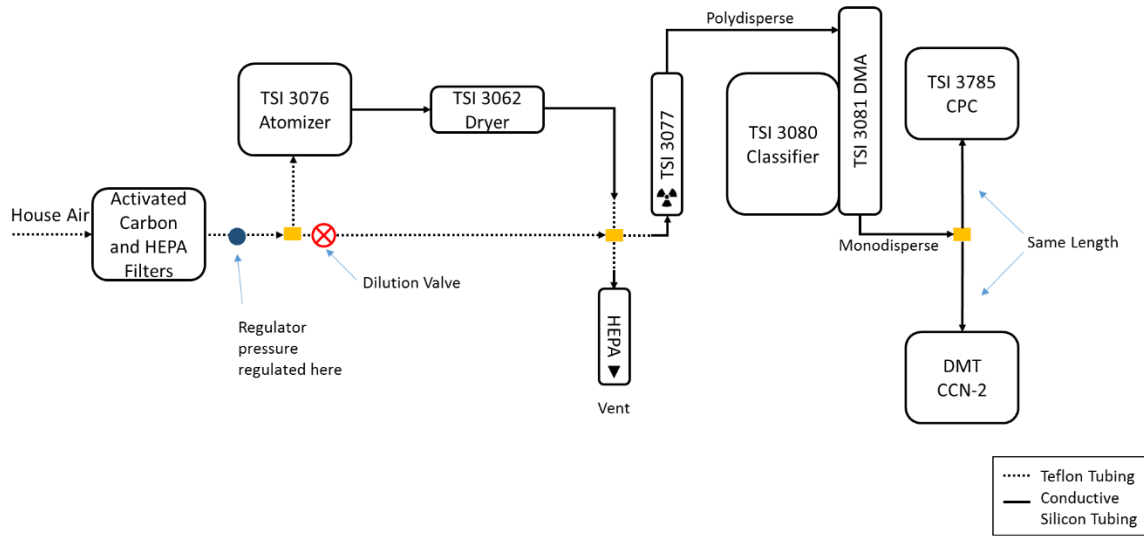 Polydisperse
TSI 3076
Atomizer
TSI 3062
Dryer
TSI 3077
TSI 3080
Classifier
TSI 3081 DMA
TSI 3785
CPC
House Air
Activated
Carbon
and HEPA
Filters
Dilution Valve
Monodisperse
Same Length
Regulator
pressure
regulated here
HEPA
Vent
DMT
CCN-2
Teflon Tubing
Conductive
Silicon Tubing